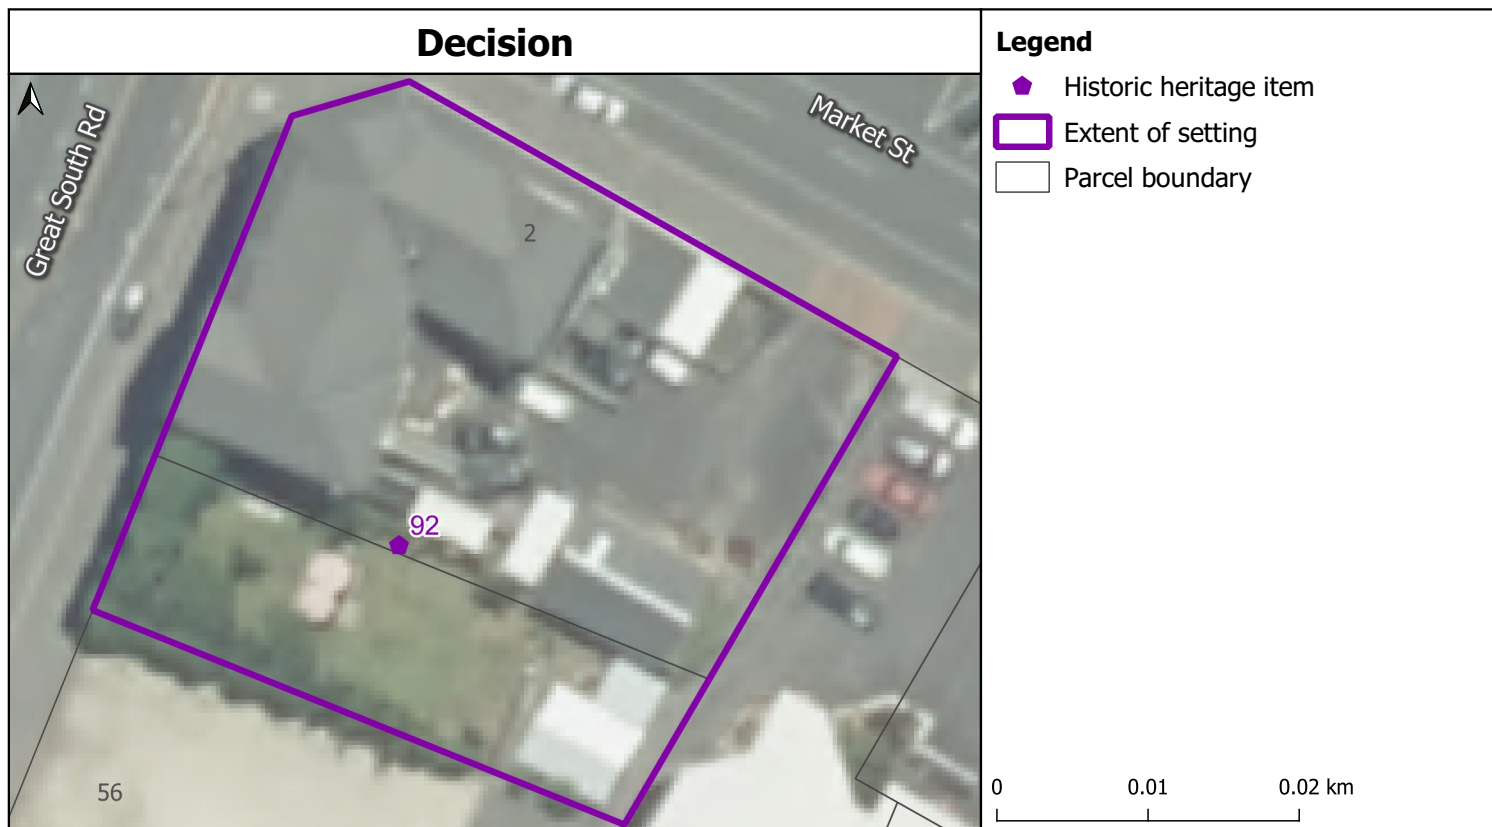 Decision
Great South Rd
Market St
2
92
56
Legend
Historic heritage item
Extent of setting
Parcel boundary
0 0.01 0.02 km